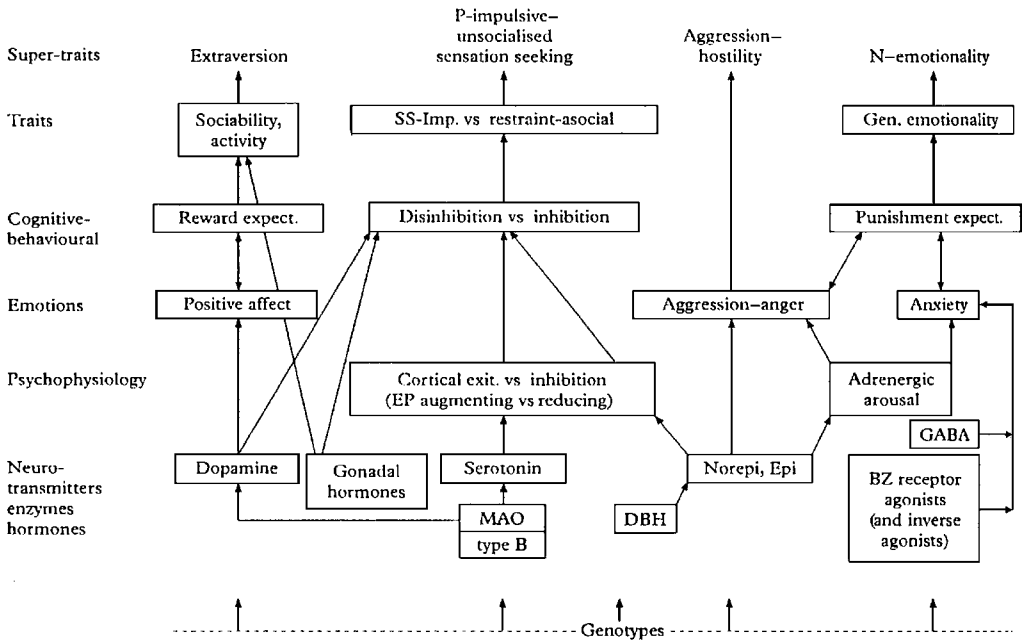 P-impulsive–
unsocialised
sensation seeking
Aggression–
hostility
Super-traits
Extraversion
N–emotionality
Traits
Sociability,
activity
SS-Imp. vs restraint-asocial
Gen. emotionality
Cognitive-
behavioural
Reward expect.
Disinhibition vs inhibition
Punishment expect.
Emotions
Positive affect
Aggression–anger
Anxiety
Psychophysiology
Cortical exit. vs inhibition
(EP augmenting vs reducing)
Adrenergic
arousal
GABA
Neuro-
transmitters
enzymes
hormones
Dopamine
Gonadal
hormones
Serotonin
Norepi, Epi
MAO
type B
DBH
BZ receptor
agonists
(and inverse
agonists)
Genotypes